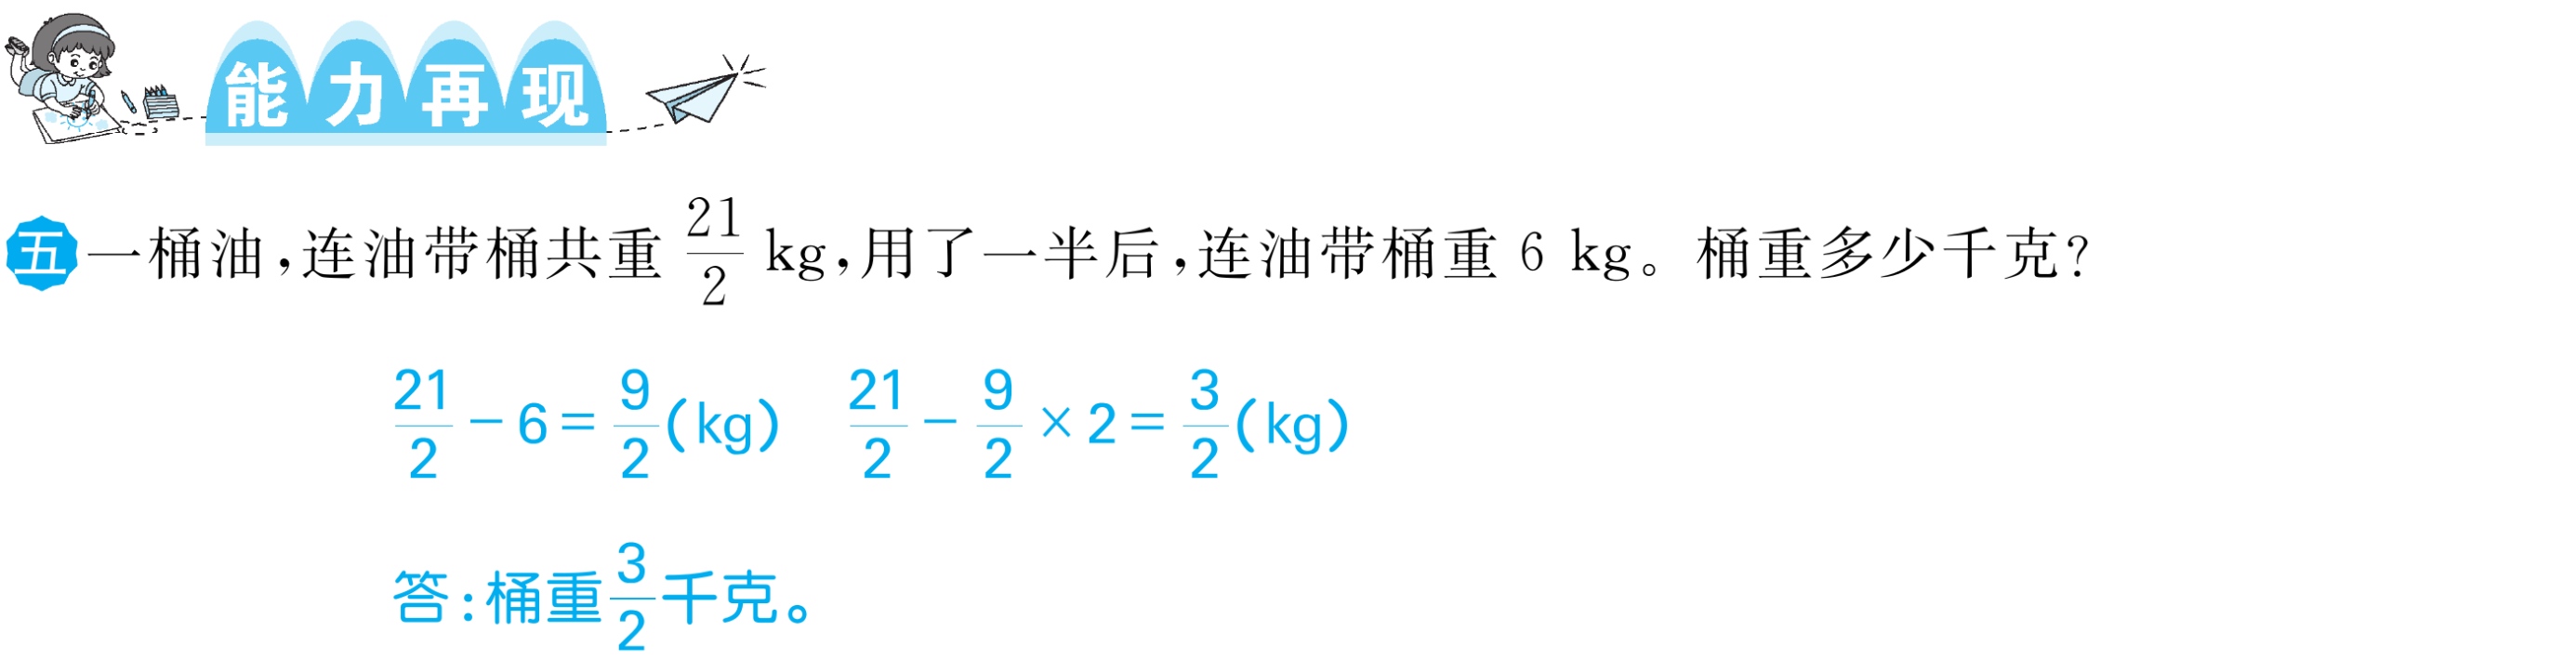 能力再现
五 一桶油,连油带桶共重 21/2 kg,用了一半后,连油带桶重 6 kg。桶重多少千克?
21/2 - 6 = 9/2 (kg)  21/2 - 9/2 × 2 = 3/2 (kg)
答:桶重 3/2 千克。